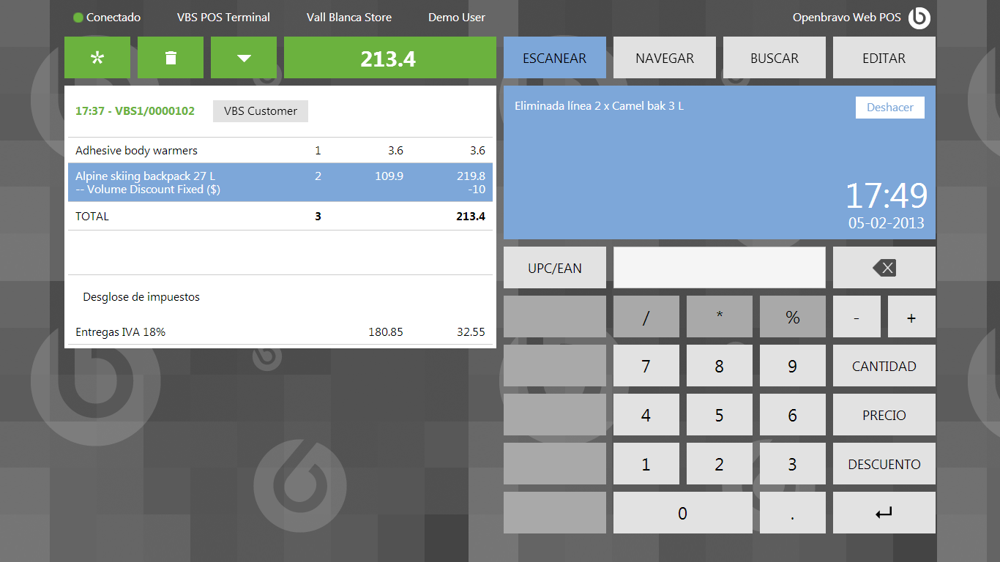 Conectado VBS POS Terminal Vall Blanca Store Demo User Openbravo Web POS
* 213.4
ESCANEAR NAVEGAR BUSCAR EDITAR
17:37 - VBS1/0000102 VBS Customer
Adhesive body warmers 1 3.6 3.6
Alpine skiing backpack 27 L 2 109.9 219.8
-- Volume Discount Fixed ($) -10
TOTAL 3 213.4
Desglose de impuestos
Entregas IVA 18% 180.85 32.55
Eliminada línea 2 x Camel bak 3 L Deshacer
17:49
05-02-2013
UPC/EAN
/ * % - +
7 8 9 CANTIDAD
4 5 6 PRECIO
1 2 3 DESCUENTO
0 .